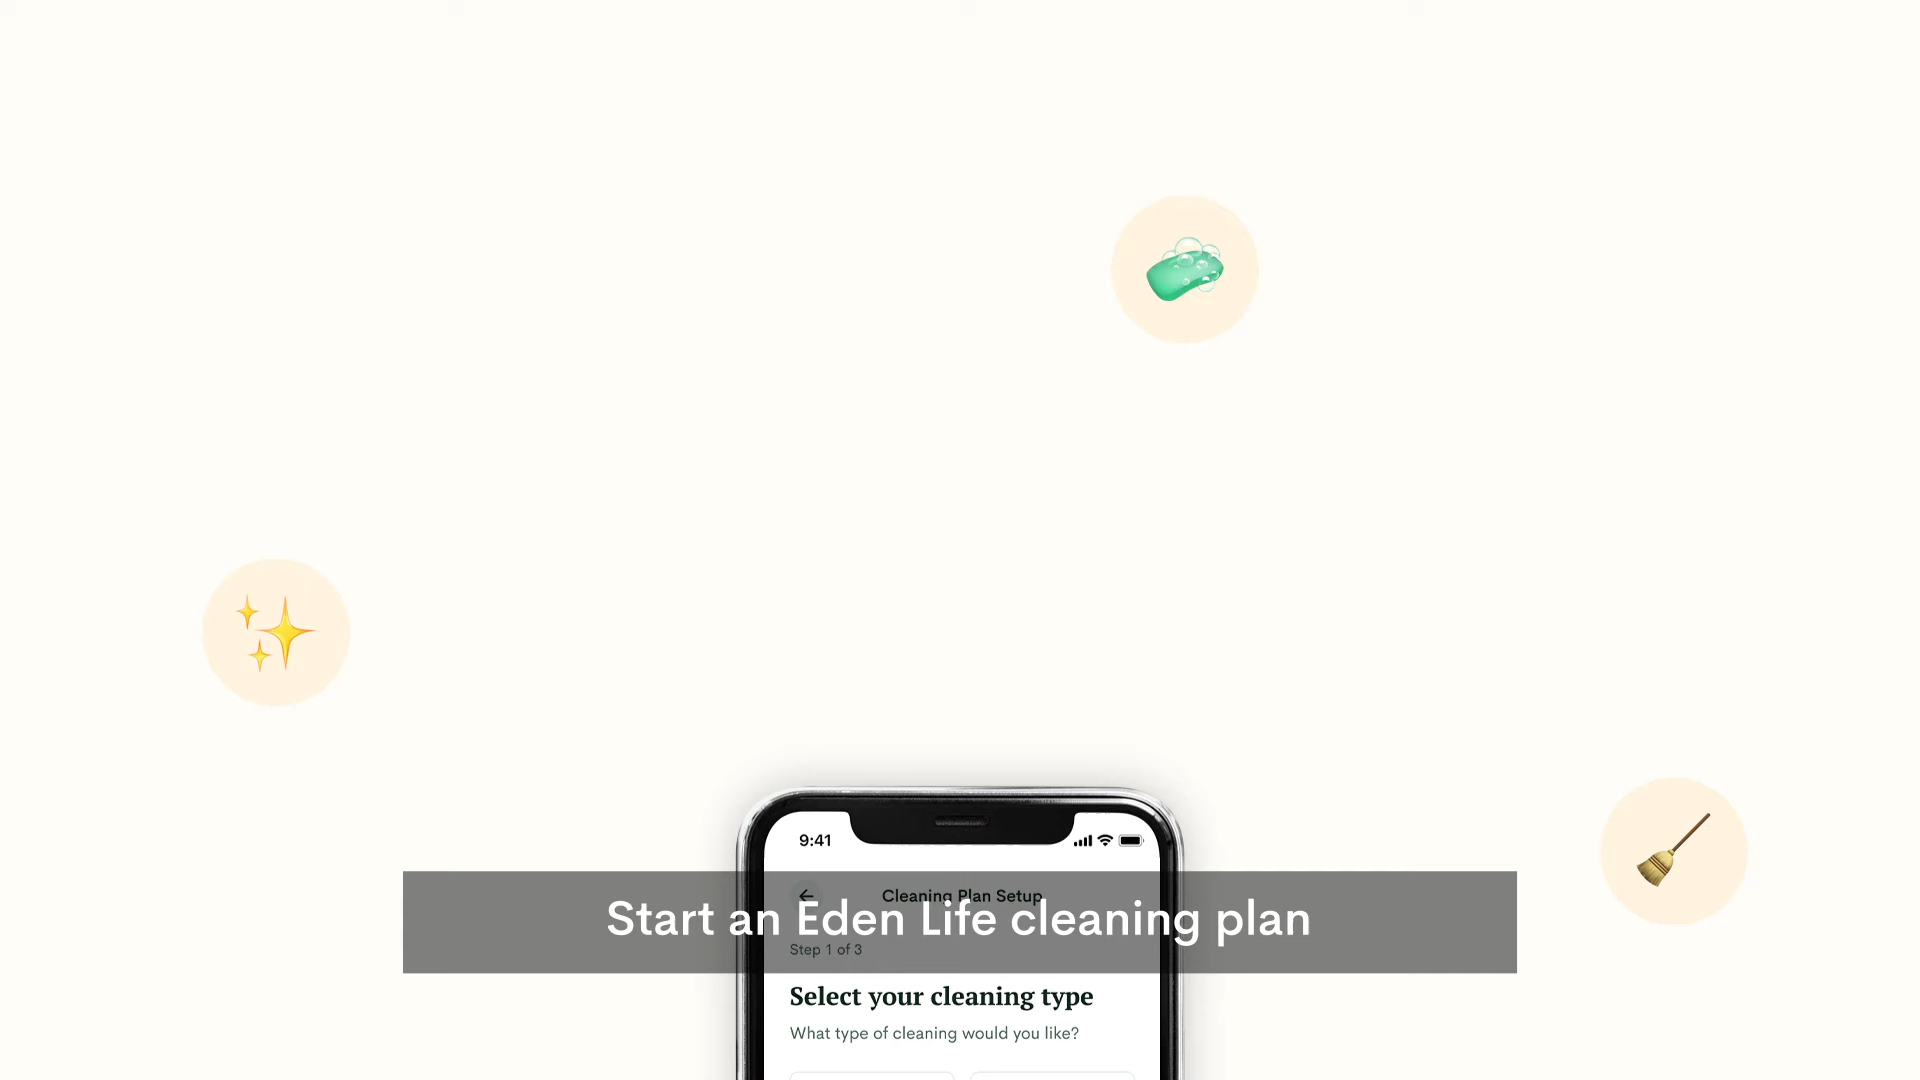 9:41
Cleaning Plan Setup
Start an Eden Life cleaning plan
Step 1 of 3
Select your cleaning type
What type of cleaning would you like?